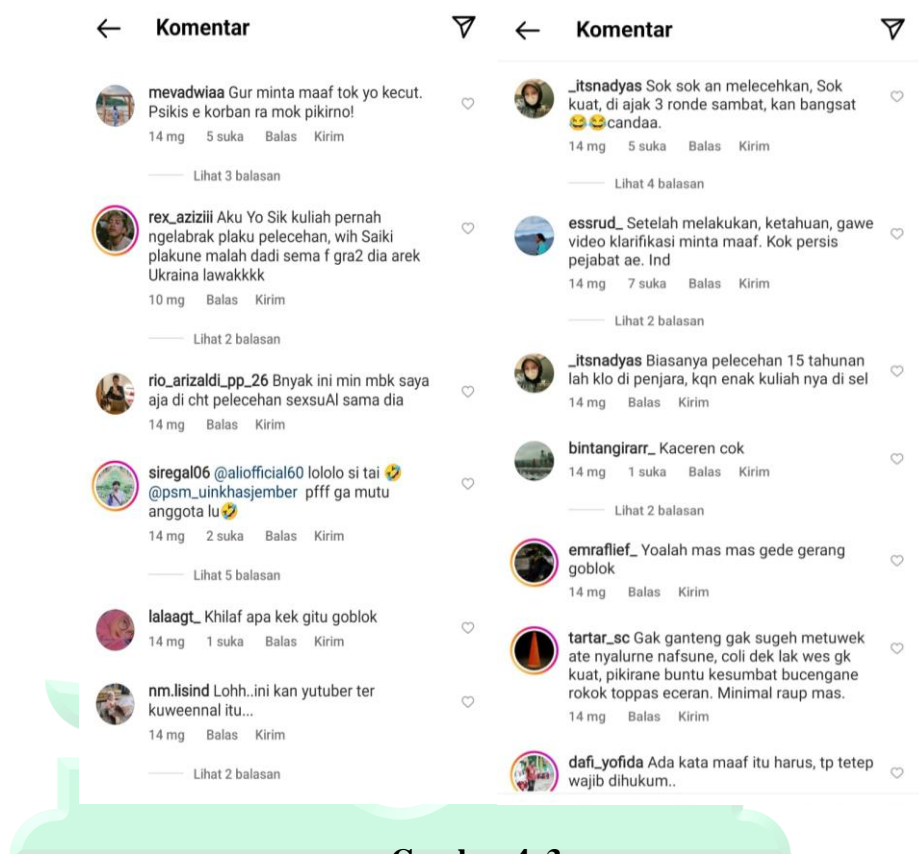 Komentar
mevadwiaa Gur minta maaf tok yo kecut.
Psikis e korban ra mok pikirno!
14 mg 5 suka Balas Kirim
Lihat 3 balasan
rex_aziziii Aku Yo Sik kuliah pernah
ngelabrak plaku pelecehan, wih Saiki
plakune malah dadi sema f gra2 dia arek
Ukraina lawakkkk
10 mg Balas Kirim
Lihat 2 balasan
rio_arizaldi_pp_26 Bnyak ini min mbk saya
aja di cht pelecehan sexsuAl sama dia
14 mg Balas Kirim
siregal06 @aliofficial60 lololo si tai 🤣
@psm_uinkhasjember pfff ga mutu
anggota lu🤣
14 mg 2 suka Balas Kirim
Lihat 5 balasan
lalaagt_ Khilaf apa kek gitu goblok
14 mg 1 suka Balas Kirim
nm.lisind Lohh..ini kan yutuber ter
kuweennal itu...
14 mg Balas Kirim
Lihat 2 balasan
Komentar
_itsnadyas Sok sok an melecehkan, Sok
kuat, di ajak 3 ronde sambat, kan bangsat
😂😂candaa.
14 mg 5 suka Balas Kirim
Lihat 4 balasan
essrud_ Setelah melakukan, ketahuan, gawe
video klarifikasi minta maaf. Kok persis
pejabat ae. Ind
14 mg 7 suka Balas Kirim
Lihat 2 balasan
_itsnadyas Biasanya pelecehan 15 tahunan
lah klo di penjara, kqn enak kuliah nya di sel
14 mg Balas Kirim
bintangirarr_ Kaceren cok
14 mg 1 suka Balas Kirim
Lihat 2 balasan
emraflief_ Yoalah mas mas gede gerang
goblok
14 mg Balas Kirim
tartar_sc Gak ganteng gak sugeh metuwek
ate nyalurne nafsune, coli dek lak wes gk
kuat, pikirane buntu kesumbat bucengane
rokok toppas eceran. Minimal raup mas.
14 mg Balas Kirim
dafi_yofida Ada kata maaf itu harus, tp tetep
wajib dihukum..